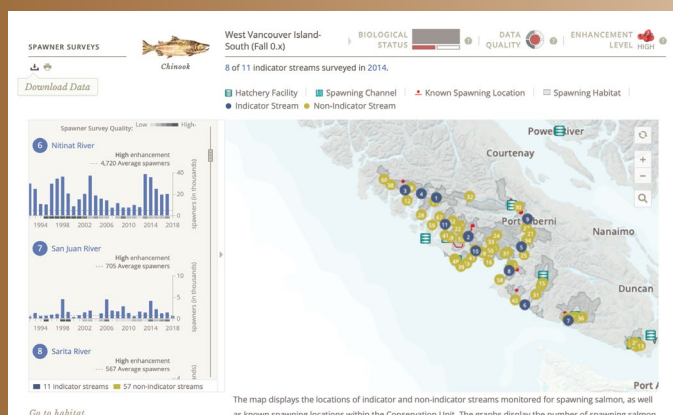 SPAWNER SURVEYS
Chinook
West Vancouver Island-
South (Fall 0.x)
BIOLOGICAL
STATUS
DATA
QUALITY
ENHANCEMENT
LEVEL HIGH
8 of 11 indicator streams surveyed in 2014.
Download Data
Hatchery Facility
Spawning Channel
Known Spawning Location
Spawning Habitat
Indicator Stream
Non-Indicator Stream
Spawner Survey Quality: Low High
6 Nitinat River
High enhancement
4,720 Average spawners
40
20
0
spawners (in thousands)
1994 1998 2002 2006 2010 2014 2018
7 San Juan River
High enhancement
705 Average spawners
10
5
0
spawners (in thousands)
1994 1998 2002 2006 2010 2014 2018
8 Sarita River
High enhancement
567 Average spawners
4
11 indicator streams 57 non-indicator streams
Courtenay
Nanaimo
Duncan
Port A
The map displays the locations of indicator and non-indicator streams monitored for spawning salmon, as well
as known spawning locations within the Conservation Unit. The graphs display the number of spawning salmon
Go to habitat